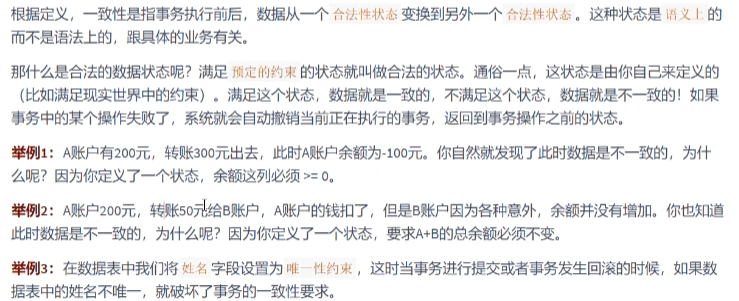 根据定义，一致性是指事务执行前后，数据从一个 合法性状态 变换到另外一个 合法性状态 。这种状态是 语义上 的
而不是语法上的，跟具体的业务有关。
那什么是合法的数据状态呢？满足 预定的约束 的状态就叫做合法的状态。通俗一点，这状态是由你自己来定义的
（比如满足现实世界中的约束）。满足这个状态，数据就是一致的，不满足这个状态，数据就是不一致的！如果
事务中的某个操作失败了，系统就会自动撤销当前正在执行的事务，返回到事务操作之前的状态。
举例1：A账户有200元，转账300元出去，此时A账户余额为-100元。你自然就发现了此时数据是不一致的，为什
么呢？因为你定义了一个状态，余额这列必须 >= 0。
举例2：A账户200元，转账50元给B账户，A账户的钱扣了，但是B账户因为各种意外，余额并没有增加。你也知道
此时数据是不一致的，为什么呢？因为你定义了一个状态，要求A+B的总余额必须不变。
举例3：在数据表中我们将 姓名 字段设置为 唯一性约束 ，这时当事务进行提交或者事务发生回滚的时候，如果数
据表中的姓名不唯一，就破坏了事务的一致性要求。